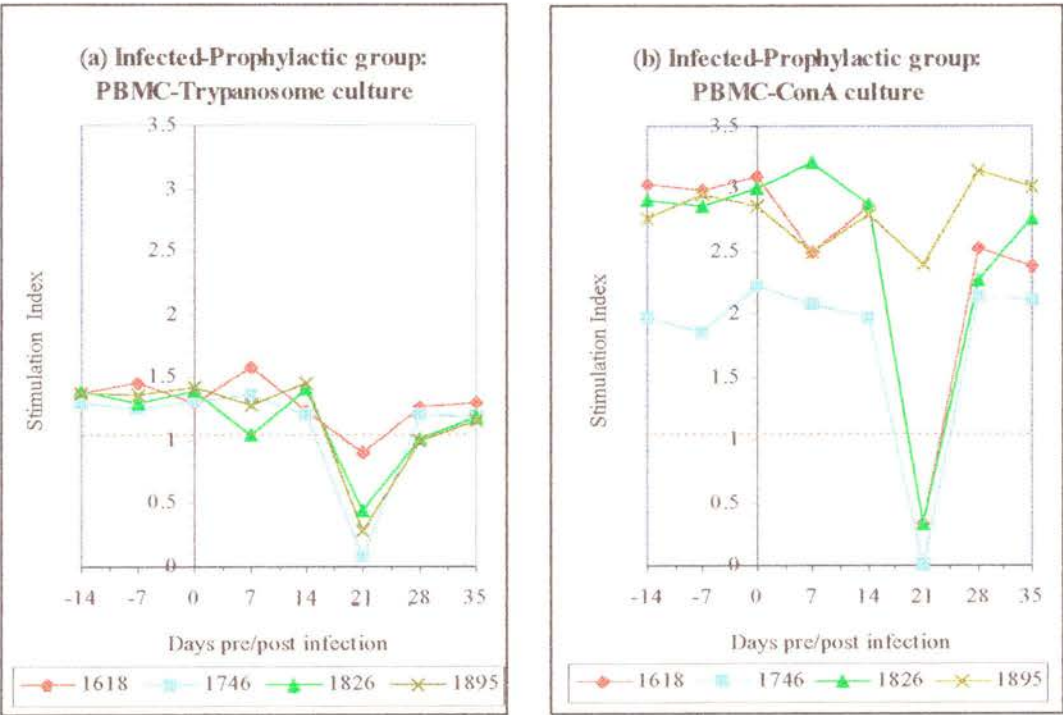 (a) Infected-Prophylactic group:
PBMC-Trypanosome culture
3.5
3
2.5
2
1.5
1
0.5
0
Stimulation Index
-14 -7 0 7 14 21 28 35
Days pre/post infection
1618 1746 1826 1895
(b) Infected-Prophylactic group:
PBMC-ConA culture
3.5
3
2.5
2
1.5
1
0.5
0
Stimulation Index
-14 -7 0 7 14 21 28 35
Days pre/post infection
1618 1746 1826 1895